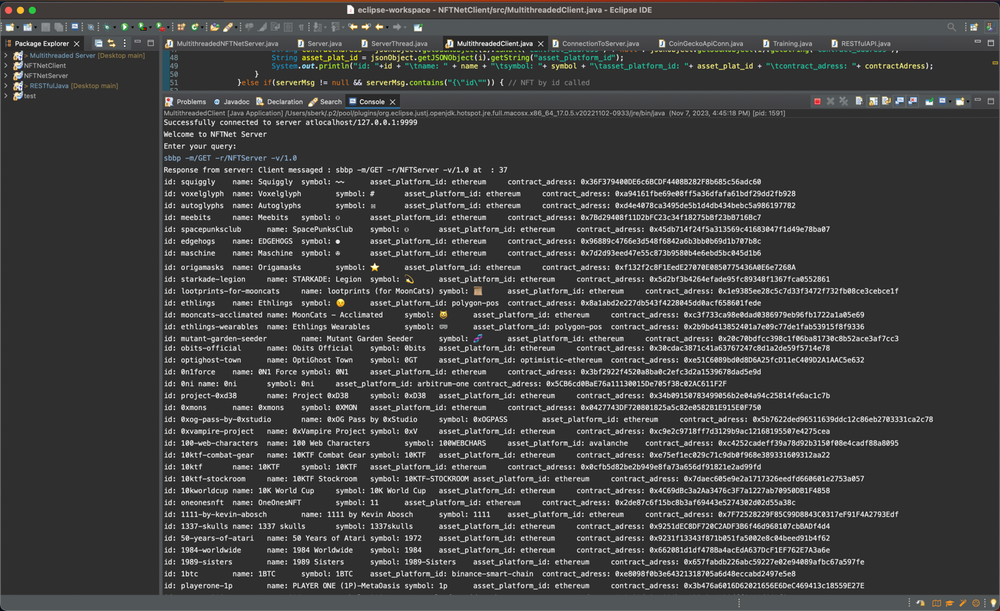 eclipse-workspace - NFTNetClient/src/MultithreadedClient.java - Eclipse IDE
Package Explorer
MultithreadedNFTNetServer.java
Server.java
ServerThread.java
MultithreadedClient.java
ConnectionToServer.java
CoinGeckoApiConn.java
Training.java
RESTfulAPI.java
> Multithreaded Server [Desktop main]
NFTNetClient
NFTNetServer
> RESTfulJava [Desktop main]
test
48 String asset_plat_id = jsonObject.getJSONObject(i).getString("asset_platform_id");
49 System.out.println("id: "+id + "\tname: " + name + "\tsymbol: "+ symbol + "\tasset_platform_id: "+ asset_plat_id + "\tcontract_adress: "+ contractAdress);
50 }
51 }else if(serverMsg != null && serverMsg.contains("{\"id\"")) { // NFT by id called
Problems
Javadoc
Declaration
Search
Console
MultithreadedClient [Java Application] /Users/sberk/.p2/pool/plugins/org.eclipse.justj.openjdk.hotspot.jre.full.macosx.x86_64_17.0.5.v20221102-0933/jre/bin/java (Nov 7, 2023, 4:45:18 PM) [pid: 1591]
Successfully connected to server atlocalhost/127.0.0.1:9999
Welcome to NFTNet Server
Enter your query:
sbbp -m/GET -r/NFTServer -v/1.0
Response from server: Client messaged : sbbp -m/GET -r/NFTServer -v/1.0 at : 37
id: squiggly name: Squiggly symbol: 〰 asset_platform_id: ethereum contract_adress: 0x36F379400DE6c6BCDF4408B282F8b685c56adc60
id: voxelglyph name: Voxelglyph symbol: # asset_platform_id: ethereum contract_adress: 0xa94161fbe69e08ff5a36dfafa61bdf29dd2fb928
id: autoglyphs name: Autoglyphs symbol: asset_platform_id: ethereum contract_adress: 0xd4e4078ca3495de5b1d4db434bebc5a986197782
id: meebits name: Meebits symbol: ⚇ asset_platform_id: ethereum contract_adress: 0x7Bd29408f11D2bFC23c34f18275bBf23bB716Bc7
id: spacepunksclub name: SpacePunksClub symbol: ⚇ asset_platform_id: ethereum contract_adress: 0x45db714f24f5a313569c41683047f1d49e78ba07
id: edgehogs name: EDGEHOGS symbol: ⚈ asset_platform_id: ethereum contract_adress: 0x96889c4766e3d548f6842a6b3bb0b69d1b707b8c
id: maschine name: Maschine symbol: asset_platform_id: ethereum contract_adress: 0x7d2d93eed47e55c873b9580b4e6ebd5bc045d1b6
id: origamasks name: Origamasks symbol: ⭐ asset_platform_id: ethereum contract_adress: 0xf132f2c8F1EedE27070E0850775436A0E6e7268A
id: starkade-legion name: STARKADE: Legion symbol: 💫 asset_platform_id: ethereum contract_adress: 0x5d2bf3b4264efade95fc89348f1367fca0552861
id: lootprints-for-mooncats name: lootprints (for MoonCats) symbol: 📜 asset_platform_id: ethereum contract_adress: 0x1e9385ee28c5c7d33f3472f732fb08ce3cebce1f
id: ethlings name: Ethlings symbol: 😉 asset_platform_id: polygon-pos contract_adress: 0x8a1abd2e227db543f4228045dd0acf658601fede
id: mooncats-acclimated name: MoonCats - Acclimated symbol: 😺 asset_platform_id: ethereum contract_adress: 0xc3f733ca98e0dad0386979eb96fb1722a1a05e69
id: ethlings-wearables name: Ethlings Wearables symbol: 🥽 asset_platform_id: polygon-pos contract_adress: 0x2b9bd413852401a7e09c77de1fab53915f8f9336
id: mutant-garden-seeder name: Mutant Garden Seeder symbol: 🧬 asset_platform_id: ethereum contract_adress: 0x20c70bdfcc398c1f06ba81730c8b52ace3af7cc3
id: obits-official name: Obits Official symbol: 0bits asset_platform_id: ethereum contract_adress: 0x30cdac3871c41a63767247c8d1a2de59f5714e78
id: optighost-town name: OptiGhost Town symbol: 0GT asset_platform_id: optimistic-ethereum contract_adress: 0xe51C6089bd0d8D6A25fcD11eC409D2A1AAC5e632
id: 0n1force name: 0N1 Force symbol: 0N1 asset_platform_id: ethereum contract_adress: 0x3bf2922f4520a8ba0c2efc3d2a1539678dad5e9d
id: 0ni name: 0ni symbol: 0ni asset_platform_id: arbitrum-one contract_adress: 0x5CB6cd0BaE76a11130015De705f38c02AC611F2F
id: project-0xd38 name: Project 0xD38 symbol: 0xD38 asset_platform_id: ethereum contract_adress: 0x34b09150783499056b2e04a94c25814fe6ac1c7b
id: 0xmons name: 0xmons symbol: 0XMON asset_platform_id: ethereum contract_adress: 0x0427743DF720801825a5c82e0582B1E915E0F750
id: 0xog-pass-by-0xstudio name: 0xOG Pass by 0xStudio symbol: 0xOGPASS asset_platform_id: ethereum contract_adress: 0x5b7622ded96511639ddc12c86eb2703331ca2c78
id: 0xvampire-project name: 0xVampire Project symbol: 0xV asset_platform_id: ethereum contract_adress: 0xc9e2c9718ff7d3129b9ac12168195507e4275cea
id: 100-web-characters name: 100 Web Characters symbol: 100WEBCHARS asset_platform_id: avalanche contract_adress: 0xc4252cadeff39a78d92b3150f08e4cadf88a8095
id: 10ktf-combat-gear name: 10KTF Combat Gear symbol: 10KTF asset_platform_id: ethereum contract_adress: 0xe75ef1ec029c71c9db0f968e389331609312aa22
id: 10ktf name: 10KTF symbol: 10KTF asset_platform_id: ethereum contract_adress: 0x0cfb5d82be2b949e8fa73a656df91821e2ad99fd
id: 10ktf-stockroom name: 10KTF Stockroom symbol: 10KTF-STOCKROOM asset_platform_id: ethereum contract_adress: 0x7daec605e9e2a1717326eedfd660601e2753a057
id: 10kworldcup name: 10K World Cup symbol: 10K World Cup asset_platform_id: ethereum contract_adress: 0x4C69dBc3a2Aa3476c3F7a1227ab70950DB1F4858
id: oneonesnft name: OneOnesNFT symbol: 11 asset_platform_id: ethereum contract_adress: 0x2de87c6f15bc8b3af69443e5274302d02d55a38c
id: 1111-by-kevin-abosch name: 1111 by Kevin Abosch symbol: 1111 asset_platform_id: ethereum contract_adress: 0x7F72528229F85C99D8843C0317eF91F4A2793Edf
id: 1337-skulls name: 1337 skulls symbol: 1337skulls asset_platform_id: ethereum contract_adress: 0x9251dEC8DF720C2ADF3B6f46d968107cbBADf4d4
id: 50-years-of-atari name: 50 Years of Atari symbol: 1972 asset_platform_id: ethereum contract_adress: 0x9231f13343f871b051fa5002e8c04beed91b4f62
id: 1984-worldwide name: 1984 Worldwide symbol: 1984 asset_platform_id: ethereum contract_adress: 0x662081d1df478Ba4acEdA637DcF1EF762E7A3a6e
id: 1989-sisters name: 1989 Sisters symbol: 1989-Sisters asset_platform_id: ethereum contract_adress: 0x657fabdb226abc59227e02e94089afbc67a597fe
id: 1btc name: 1BTC symbol: 1BTC asset_platform_id: binance-smart-chain contract_adress: 0xe8098f0b3e64321318705a6d48eccabd2497e5e8
id: playerone-1p name: PLAYER ONE (1P)-MetaOasis symbol: 1p asset_platform_id: ethereum contract_adress: 0x3b476a6016D62021656E6DeC469413c18559E27E